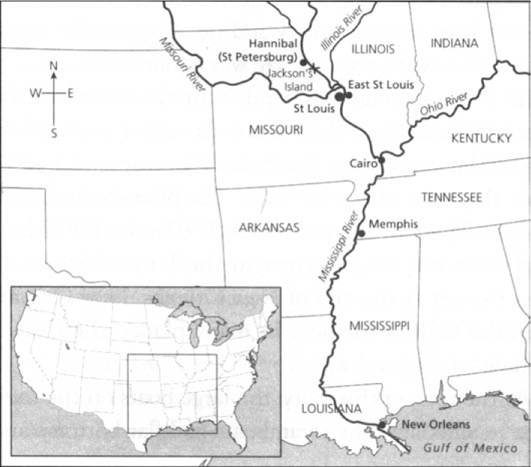 Missouri River
Hannibal
(St Petersburg)
Jackson's
Island
Illinois River
ILLINOIS
INDIANA
N
W E
S
East St Louis
St Louis
Ohio River
MISSOURI
KENTUCKY
Cairo
TENNESSEE
ARKANSAS
Memphis
Mississippi River
MISSISSIPPI
LOUISIANA
New Orleans
Gulf of Mexico